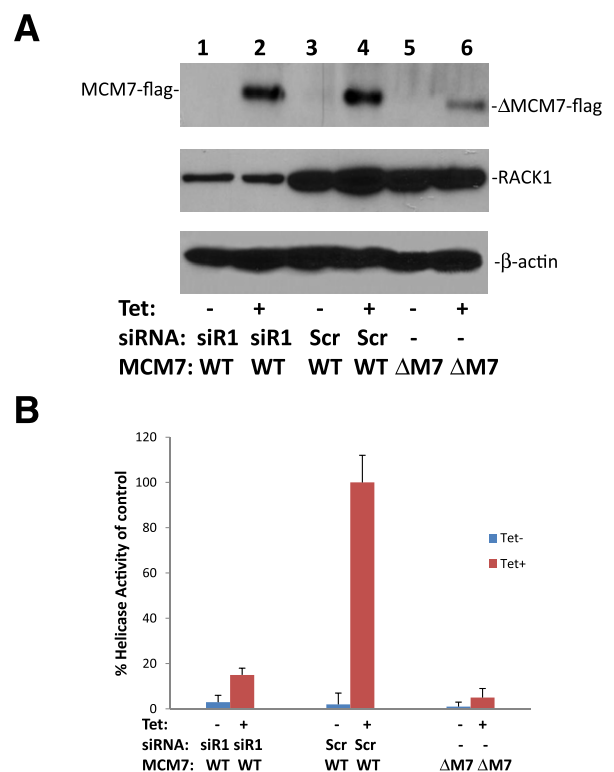 A
1 2 3 4 5 6
MCM7-flag-
-ΔMCM7-flag
-RACK1
-β-actin
Tet: - + - + - +
siRNA: siR1 siR1 Scr Scr - -
MCM7: WT WT WT WT ΔM7 ΔM7
B
% Helicase Activity of control
120
100
80
60
40
20
0
Tet-
Tet+
Tet: - + - + - +
siRNA: siR1 siR1 Scr Scr - -
MCM7: WT WT WT WT ΔM7 ΔM7